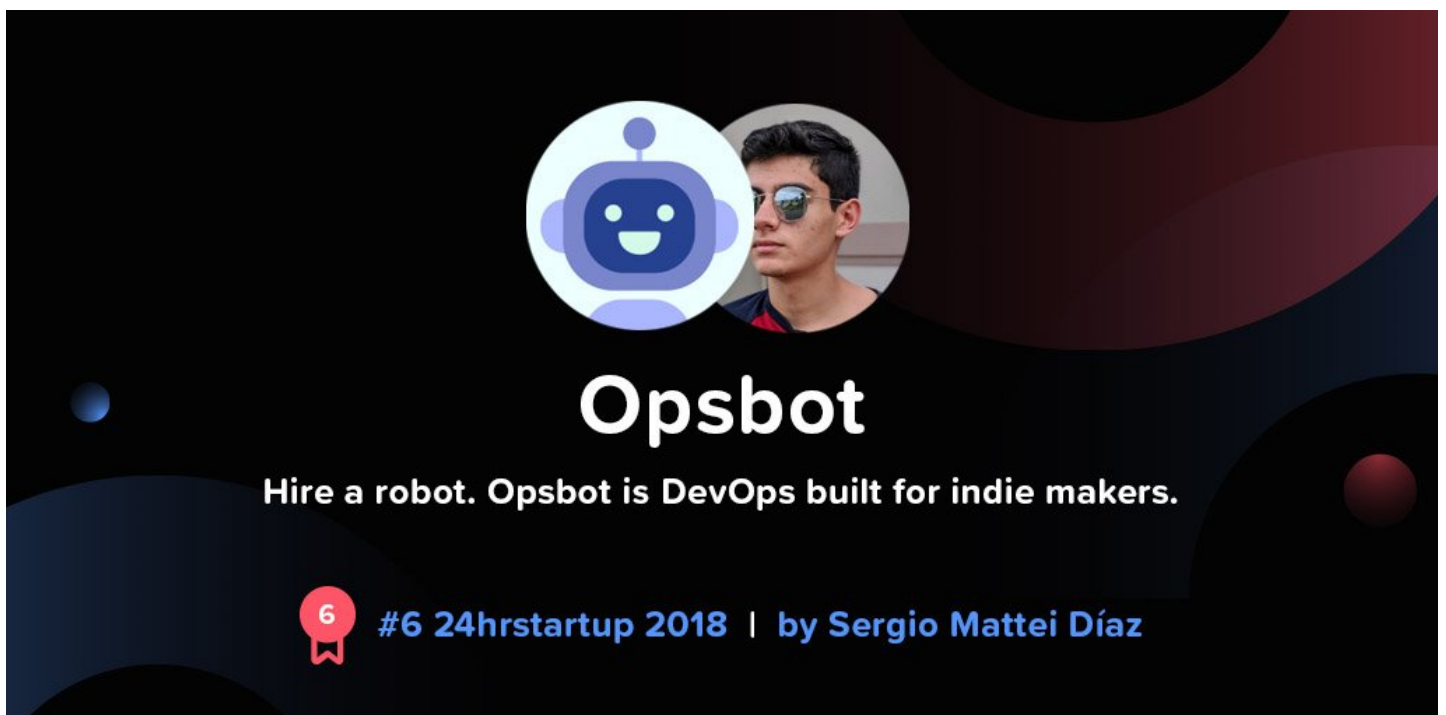 Opsbot
Hire a robot. Opsbot is DevOps built for indie makers.
6 #6 24hrstartup 2018 | by Sergio Mattei Díaz